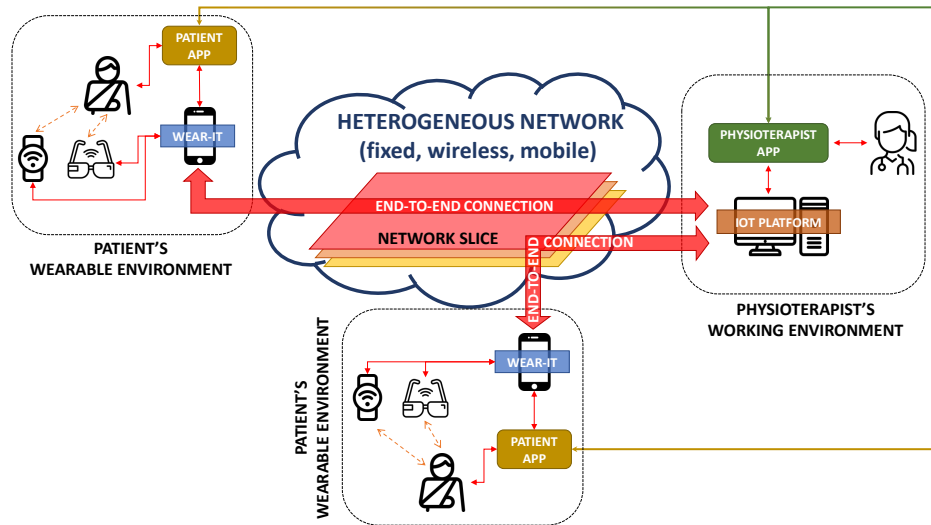 PATIENT
APP
WEAR-IT
PATIENT'S
WEARABLE ENVIRONMENT
HETEROGENEOUS NETWORK
(fixed, wireless, mobile)
END-TO-END CONNECTION
NETWORK SLICE
END-TO-END
CONNECTION
PHYSIOTERAPIST
APP
IOT PLATFORM
PHYSIOTERAPIST'S
WORKING ENVIRONMENT
PATIENT'S
WEARABLE ENVIRONMENT
WEAR-IT
PATIENT
APP